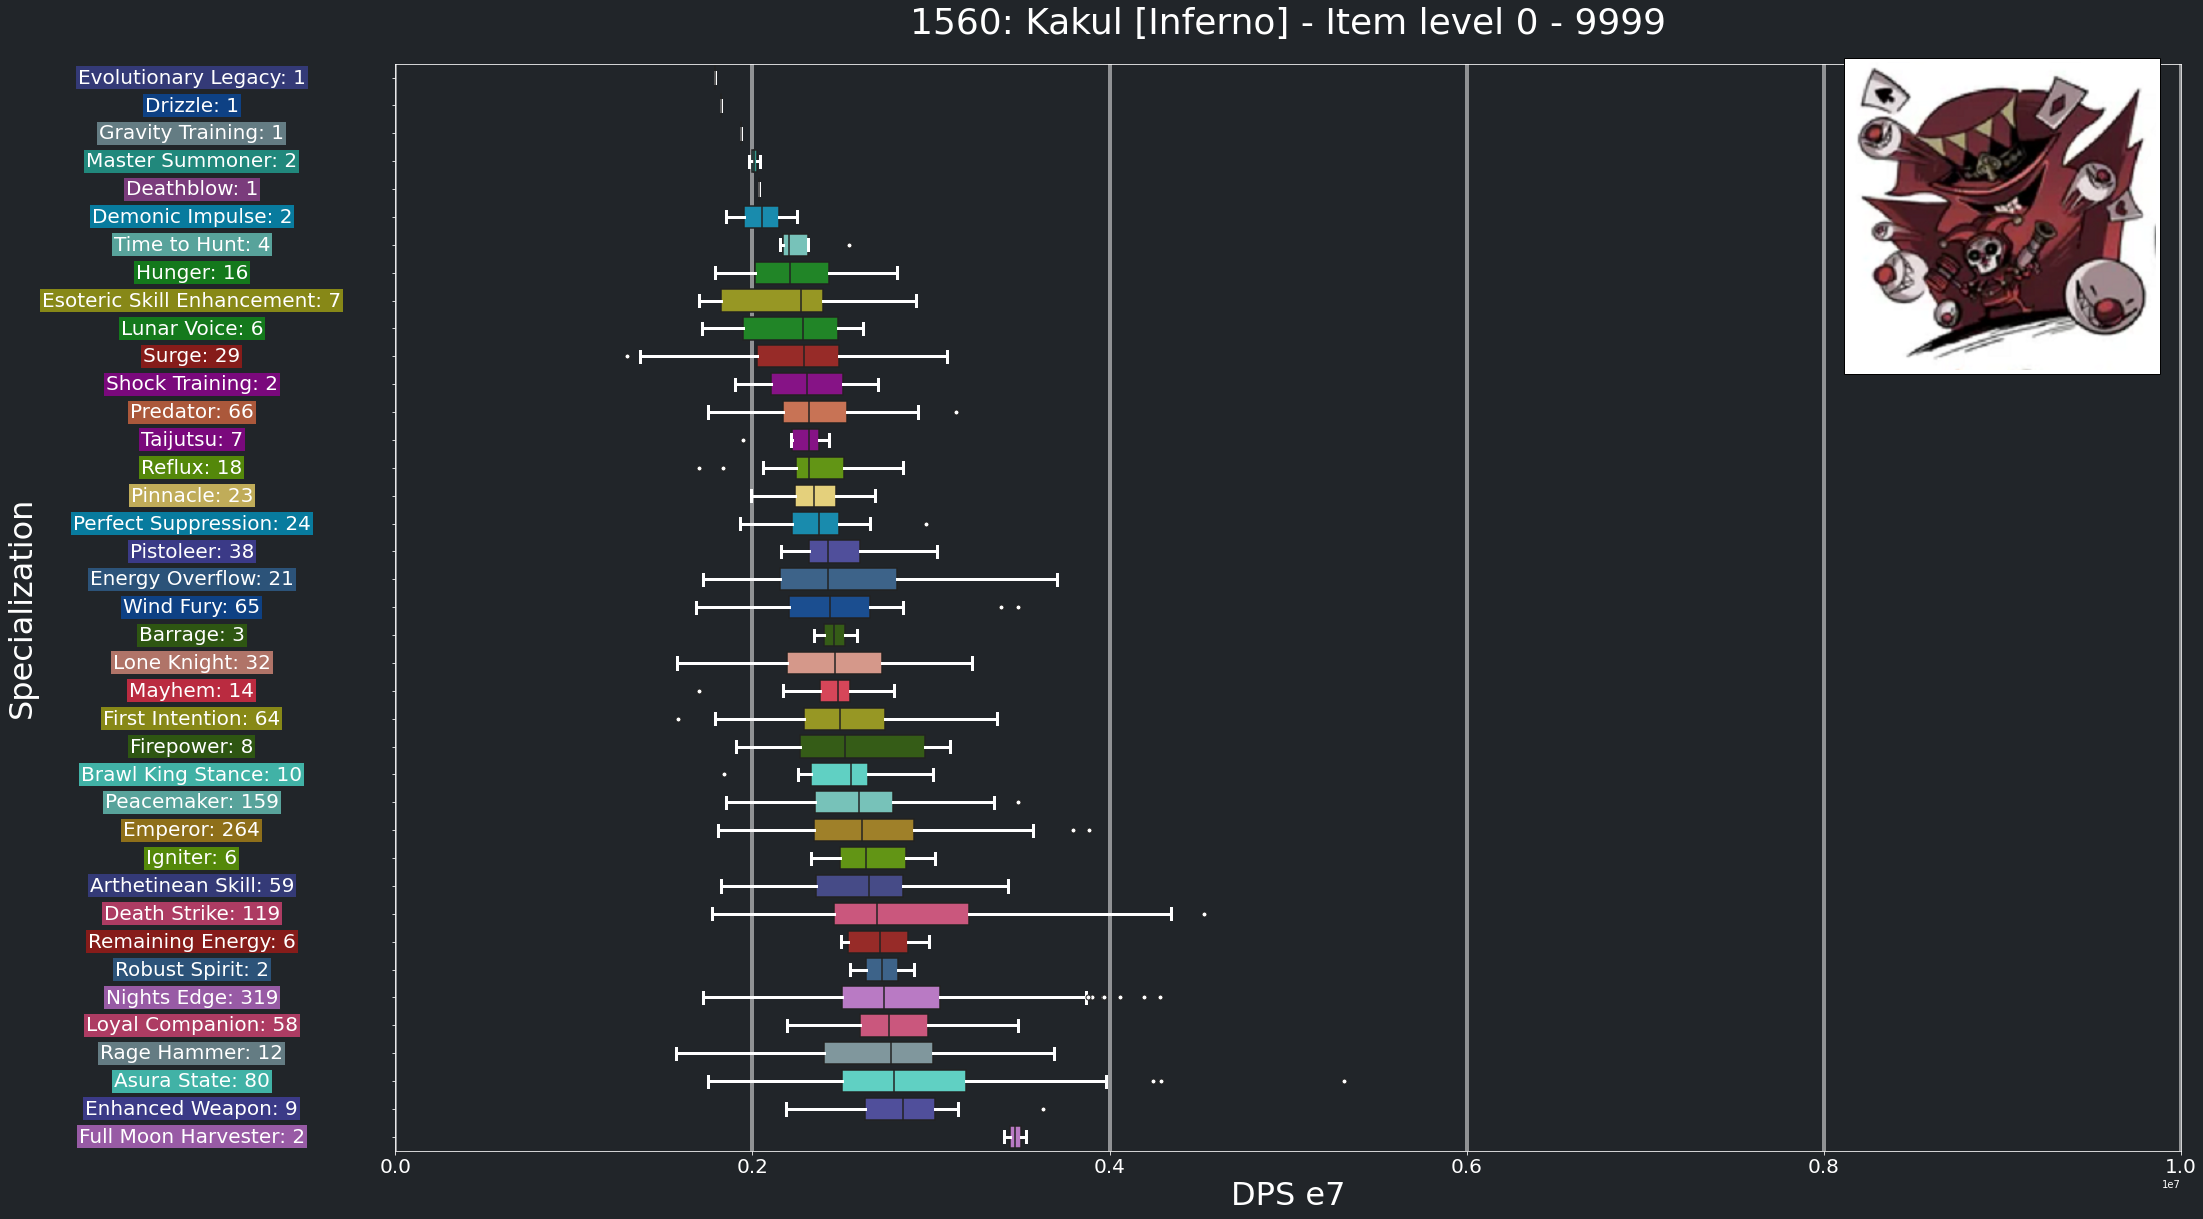 1560: Kakul [Inferno] - Item level 0 - 9999
Specialization
Evolutionary Legacy: 1
Drizzle: 1
Gravity Training: 1
Master Summoner: 2
Deathblow: 1
Demonic Impulse: 2
Time to Hunt: 4
Hunger: 16
Esoteric Skill Enhancement: 7
Lunar Voice: 6
Surge: 29
Shock Training: 2
Predator: 66
Taijutsu: 7
Reflux: 18
Pinnacle: 23
Perfect Suppression: 24
Pistoleer: 38
Energy Overflow: 21
Wind Fury: 65
Barrage: 3
Lone Knight: 32
Mayhem: 14
First Intention: 64
Firepower: 8
Brawl King Stance: 10
Peacemaker: 159
Emperor: 264
Igniter: 6
Arthetinean Skill: 59
Death Strike: 119
Remaining Energy: 6
Robust Spirit: 2
Nights Edge: 319
Loyal Companion: 58
Rage Hammer: 12
Asura State: 80
Enhanced Weapon: 9
Full Moon Harvester: 2
0.0 0.2 0.4 0.6 0.8 1.0
1e7
DPS e7